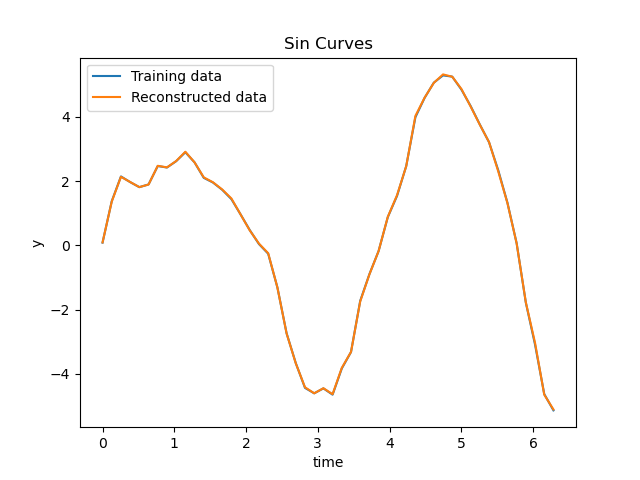 Sin Curves
Training data
Reconstructed data
y
4
2
0
−2
−4
0 1 2 3 4 5 6
time